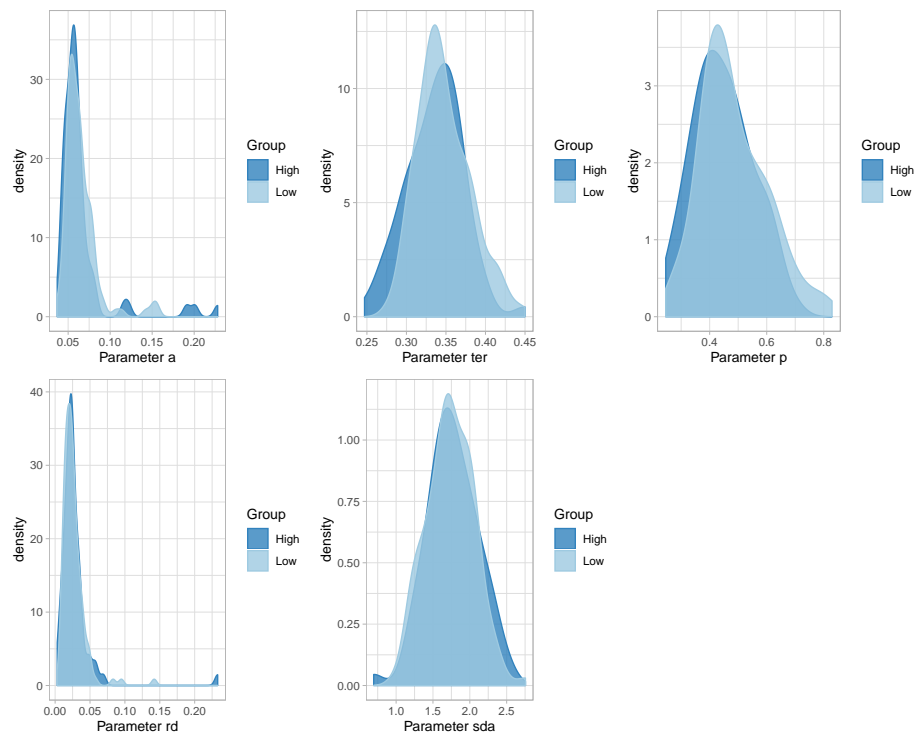 density
30
20
10
0
0.05 0.10 0.15 0.20
Parameter a
Group
High
Low
density
10
5
0
0.25 0.30 0.35 0.40 0.45
Parameter ter
Group
High
Low
density
3
2
1
0
0.4 0.6 0.8
Parameter p
Group
High
Low
density
40
30
20
10
0
0.00 0.05 0.10 0.15 0.20
Parameter rd
Group
High
Low
density
1.00
0.75
0.50
0.25
0.00
1.0 1.5 2.0 2.5
Parameter sda
Group
High
Low